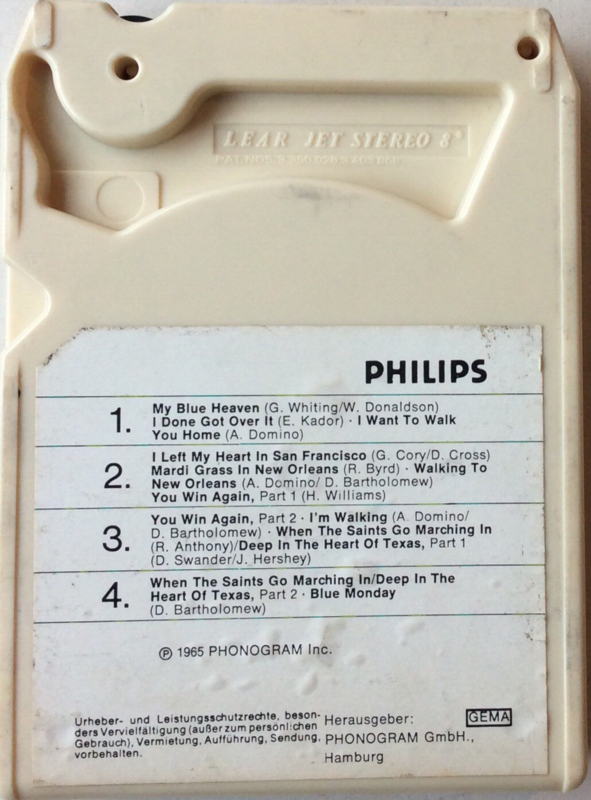 LEAR JET STEREO 8®
PHILIPS
1. My Blue Heaven (G. Whiting/W. Donaldson)
I Done Got Over It (E. Kador) · I Want To Walk
You Home (A. Domino)
2. I Left My Heart In San Francisco (G. Cory/D. Cross)
Mardi Grass In New Orleans (R. Byrd) · Walking To
New Orleans (A. Domino/ D. Bartholomew)
You Win Again, Part 1 (H. Williams)
3. You Win Again, Part 2 · I'm Walking (A. Domino/
D. Bartholomew) · When The Saints Go Marching In
(R. Anthony)/Deep In The Heart Of Texas, Part 1
(D. Swander/J. Hershey)
4. When The Saints Go Marching In/Deep In The
Heart Of Texas, Part 2 · Blue Monday
(D. Bartholomew)
℗ 1965 PHONOGRAM Inc.
Urheber- und Leistungsschutzrechte, beson-
ders Vervielfältigung (außer zum persönlichen
Gebrauch), Vermietung, Aufführung, Sendung,
vorbehalten.
Herausgeber:
PHONOGRAM GmbH.,
Hamburg
GEMA